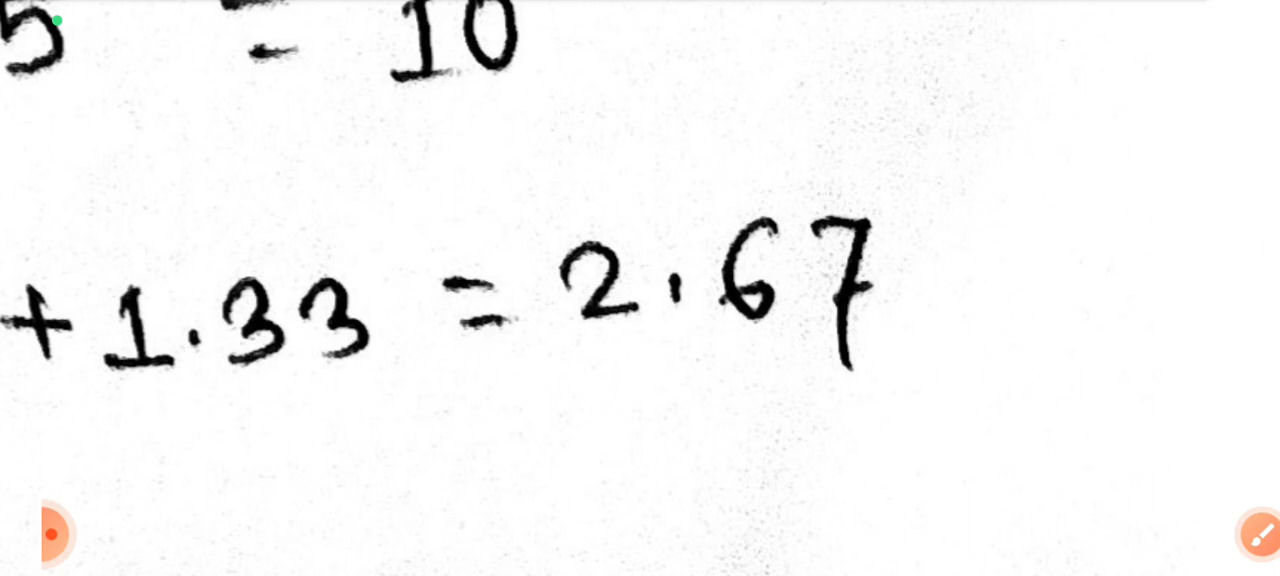 5 = 10
+ 1.33 = 2.67